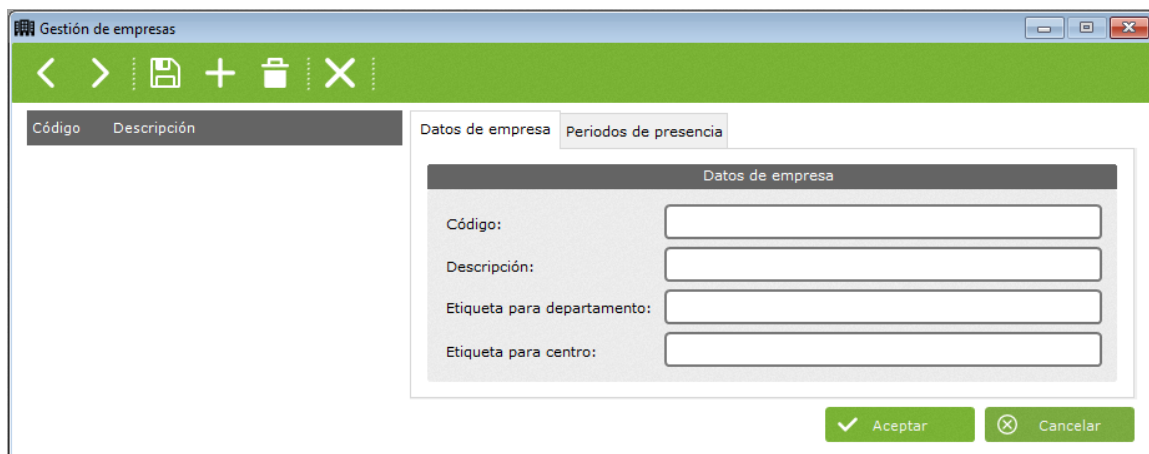 Gestión de empresas
Código Descripción
Datos de empresa Periodos de presencia
Datos de empresa
Código:
Descripción:
Etiqueta para departamento:
Etiqueta para centro:
Aceptar Cancelar